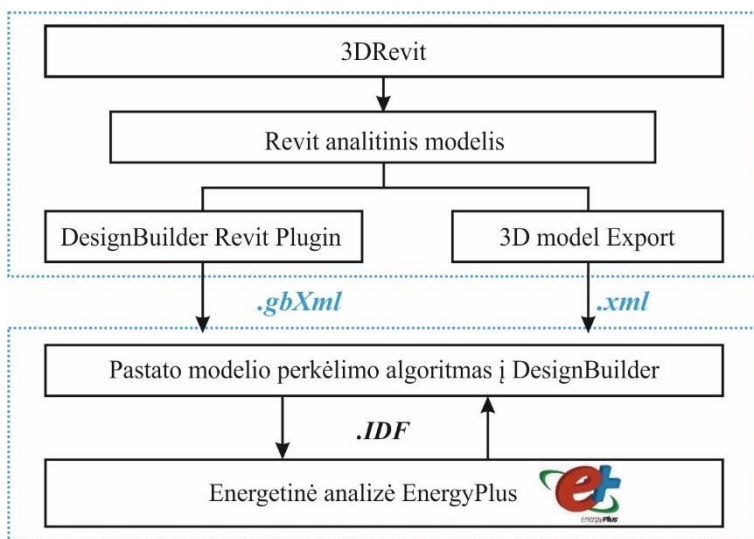 3DRevit
Revit analitinis modelis
DesignBuilder Revit Plugin
3D model Export
.gbXml
.xml
Pastato modelio perkėlimo algoritmas į DesignBuilder
.IDF
Energetinė analizė EnergyPlus
e+
EnergyPlus